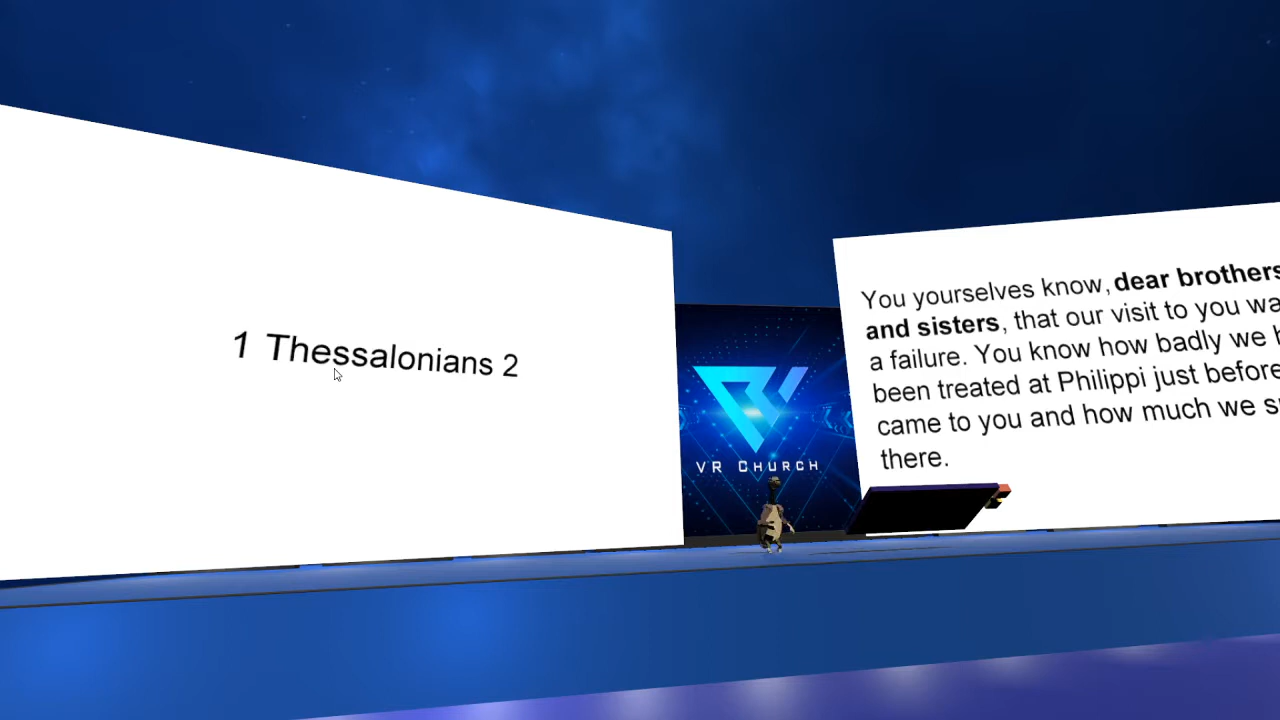 1 Thessalonians 2
VR CHURCH
You yourselves know, dear brothers
and sisters, that our visit to you
a failure. You know how badly we
been treated at Philippi just before
came to you and how much we
there.